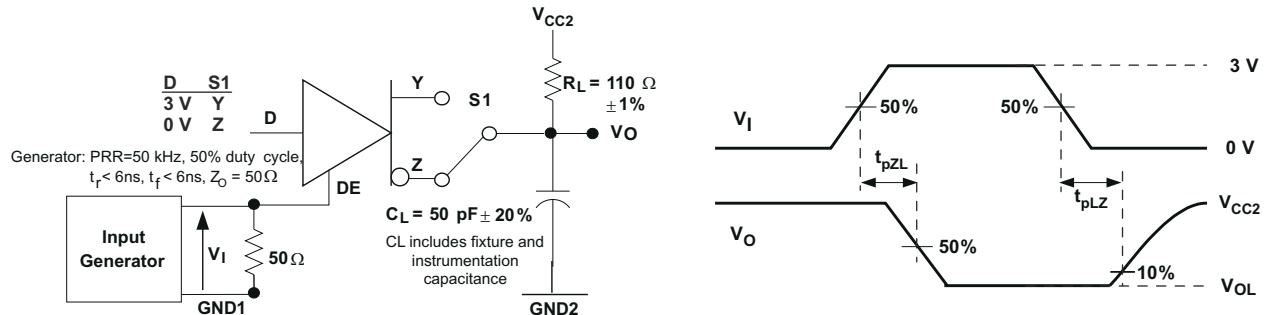 V_CC2
D S1
3 V Y
0 V Z
D
Y
S1
R_L = 110 Ω
±1%
V_O
Z
DE
Generator: PRR=50 kHz, 50% duty cycle,
t_r< 6ns, t_f < 6ns, Z_O = 50Ω
C_L = 50 pF ± 20%
CL includes fixture and
instrumentation
capacitance
Input
Generator
V_I
50Ω
GND1
GND2
3 V
V_I
50%
50%
0 V
t_pZL
t_pLZ
V_CC2
V_O
50%
10%
V_OL